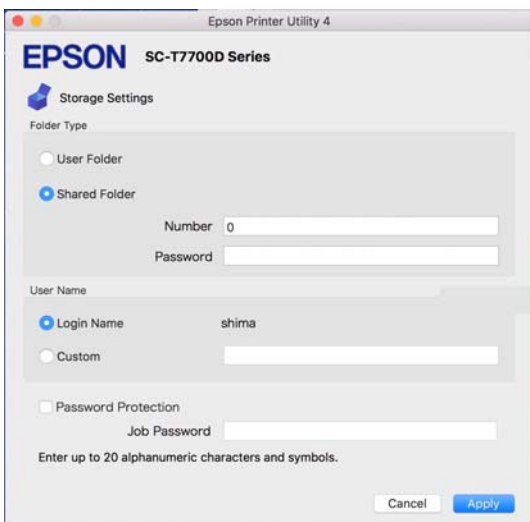 Epson Printer Utility 4
EPSON SC-T7700D Series
Storage Settings
Folder Type
User Folder
Shared Folder
Number 0
Password
User Name
Login Name shima
Custom
Password Protection
Job Password
Enter up to 20 alphanumeric characters and symbols.
Cancel Apply